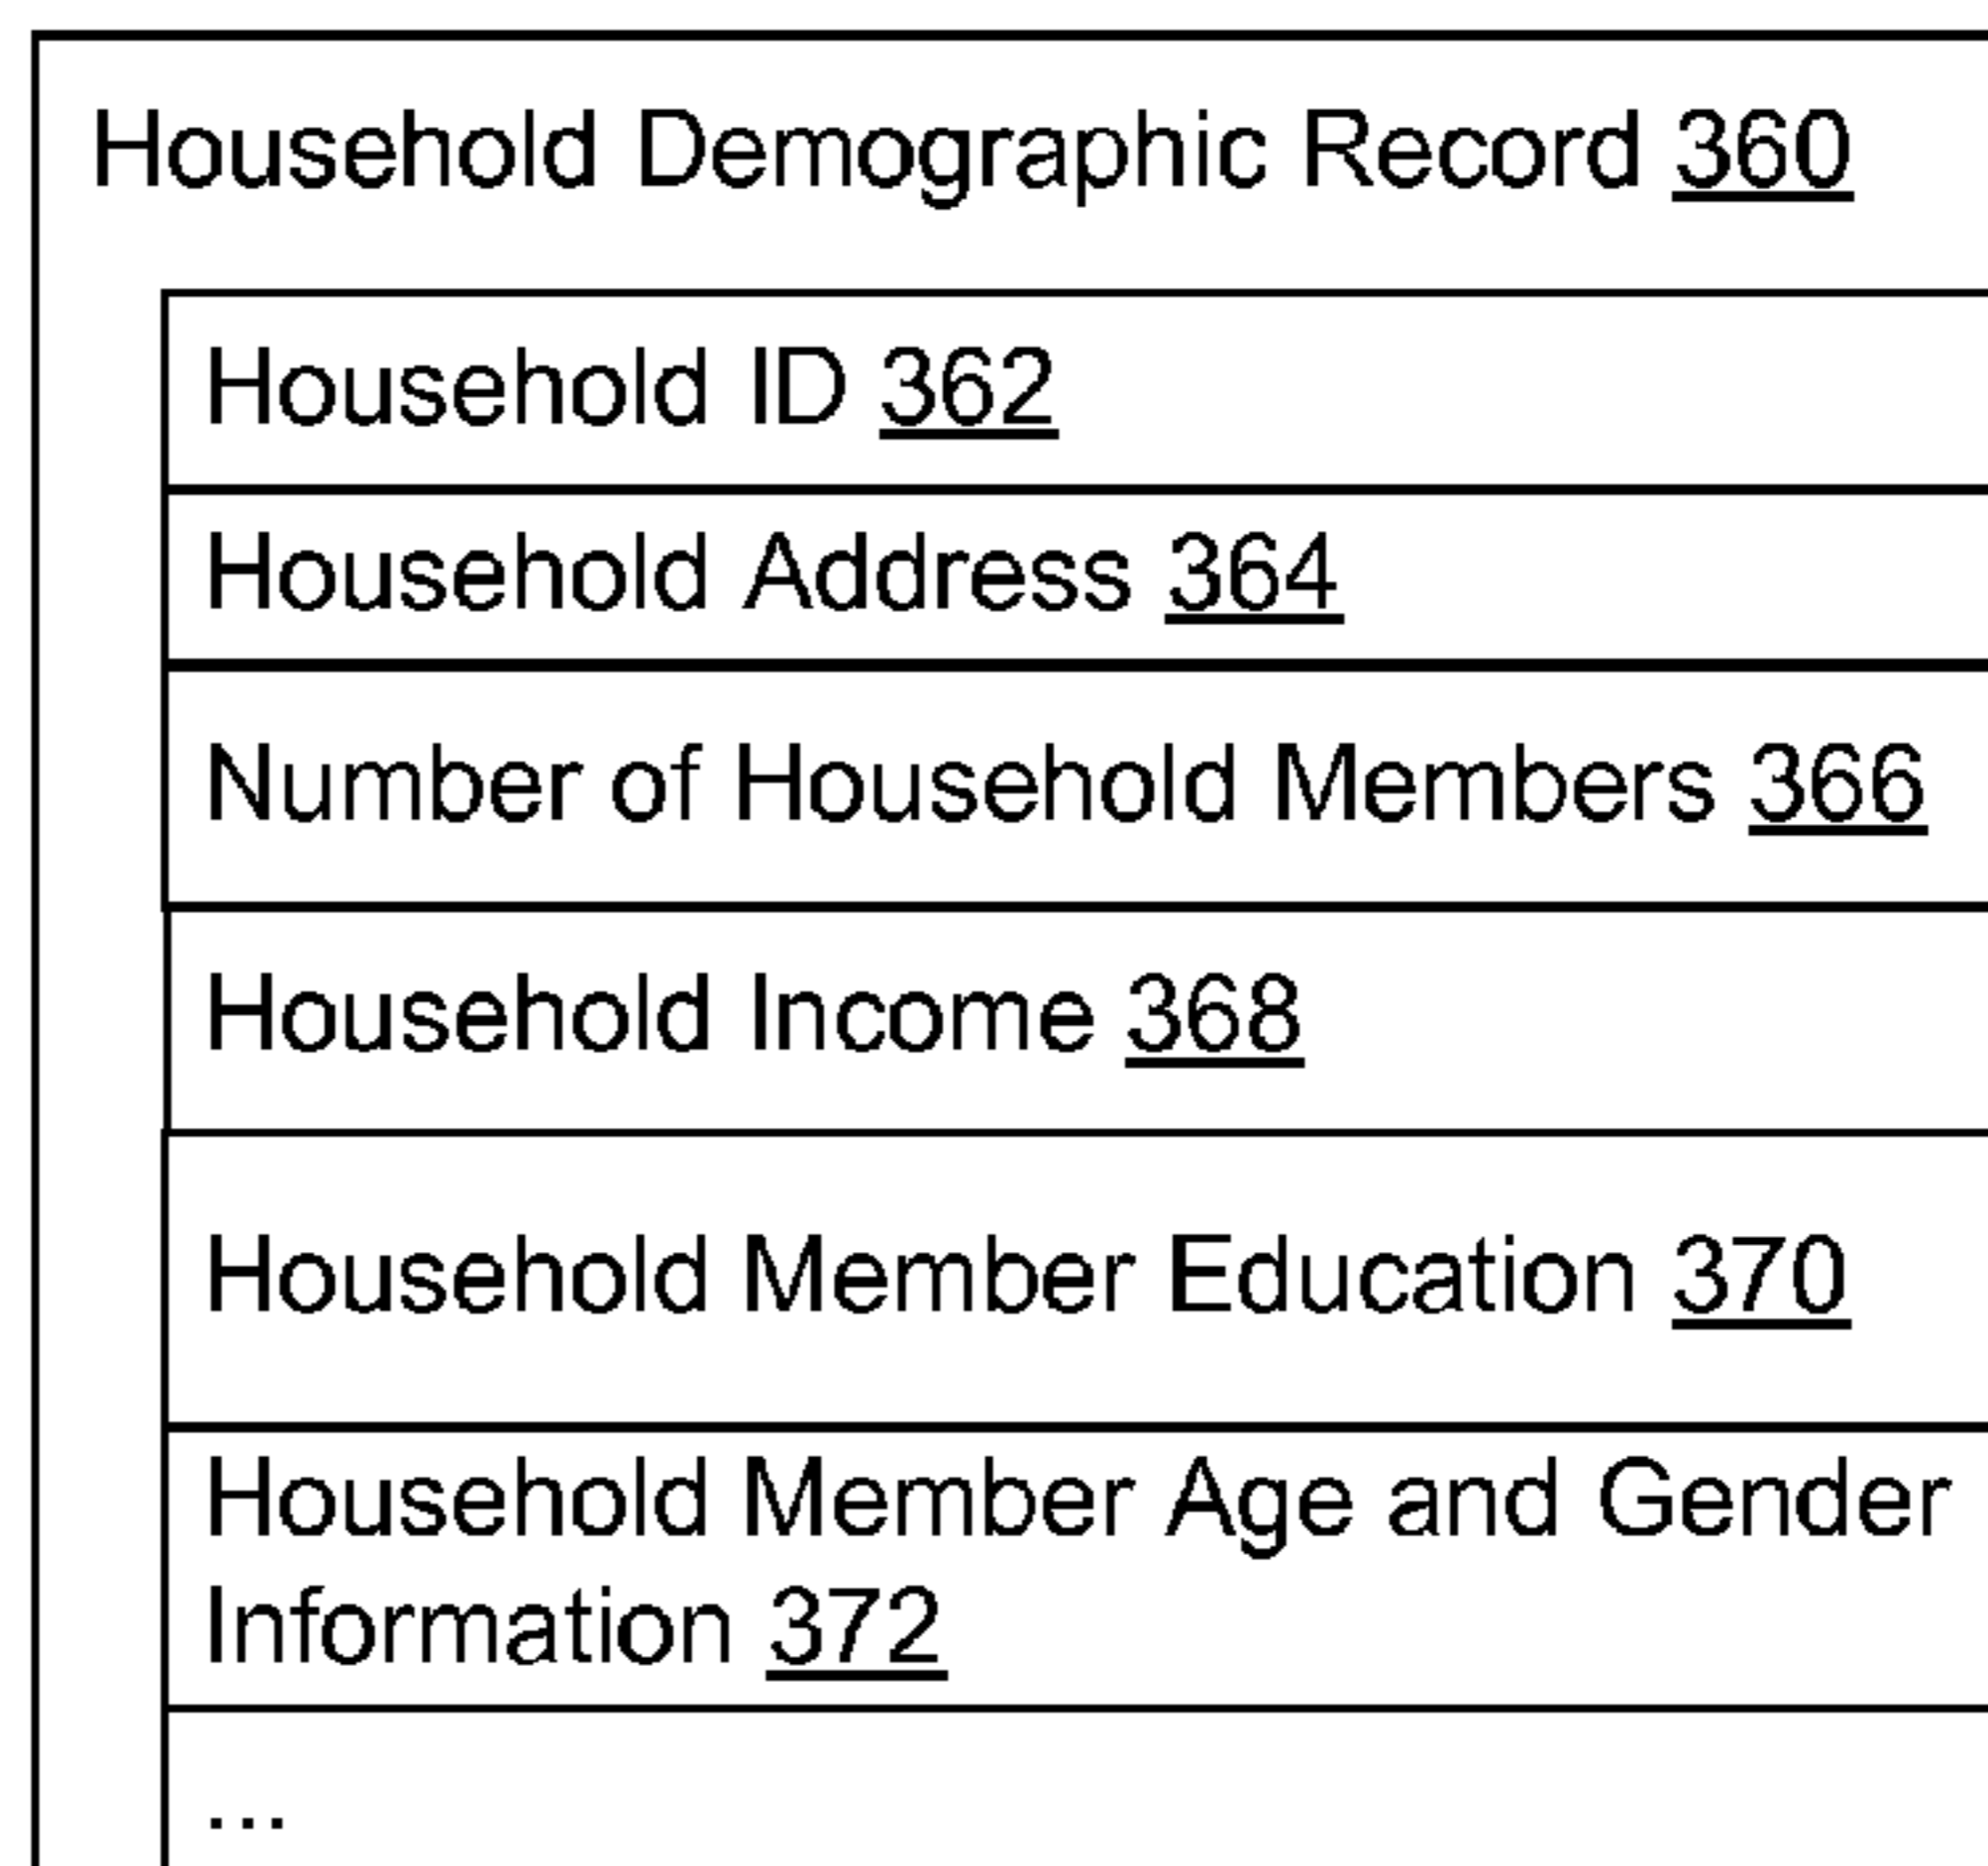 Household Demographic Record 360
Household ID 362
Household Address 364
Number of Household Members 366
Household Income 368
Household Member Education 370
Household Member Age and Gender
Information 372
...